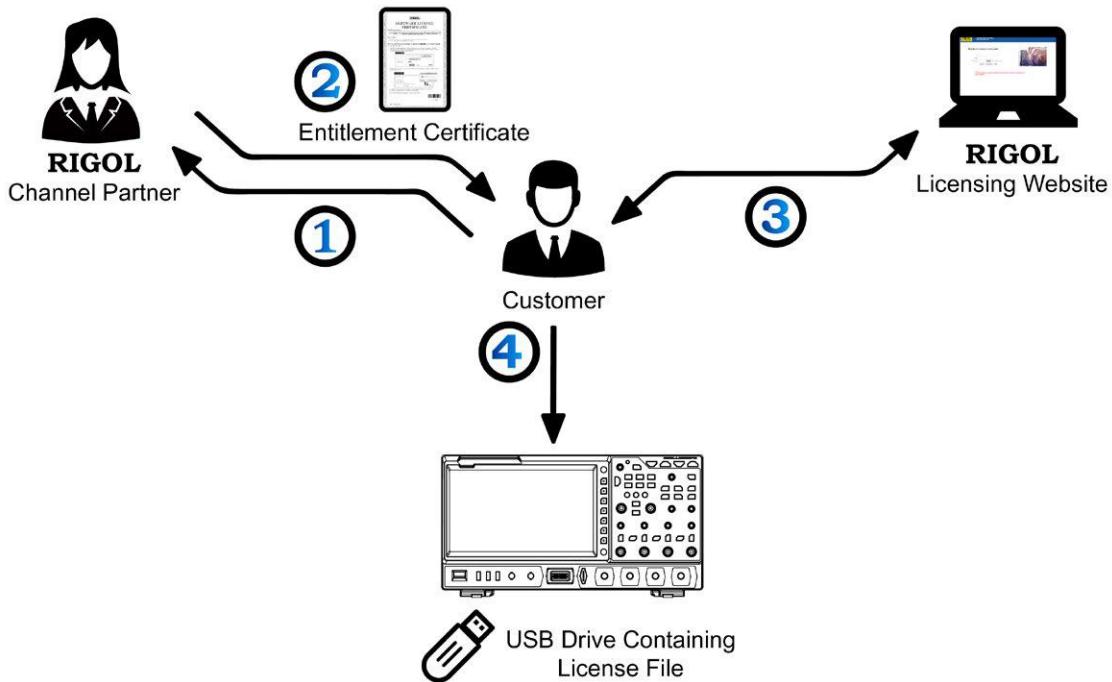 2
Entitlement Certificate
RIGOL
Channel Partner
1
RIGOL
Licensing Website
3
Customer
4
USB Drive Containing
License File